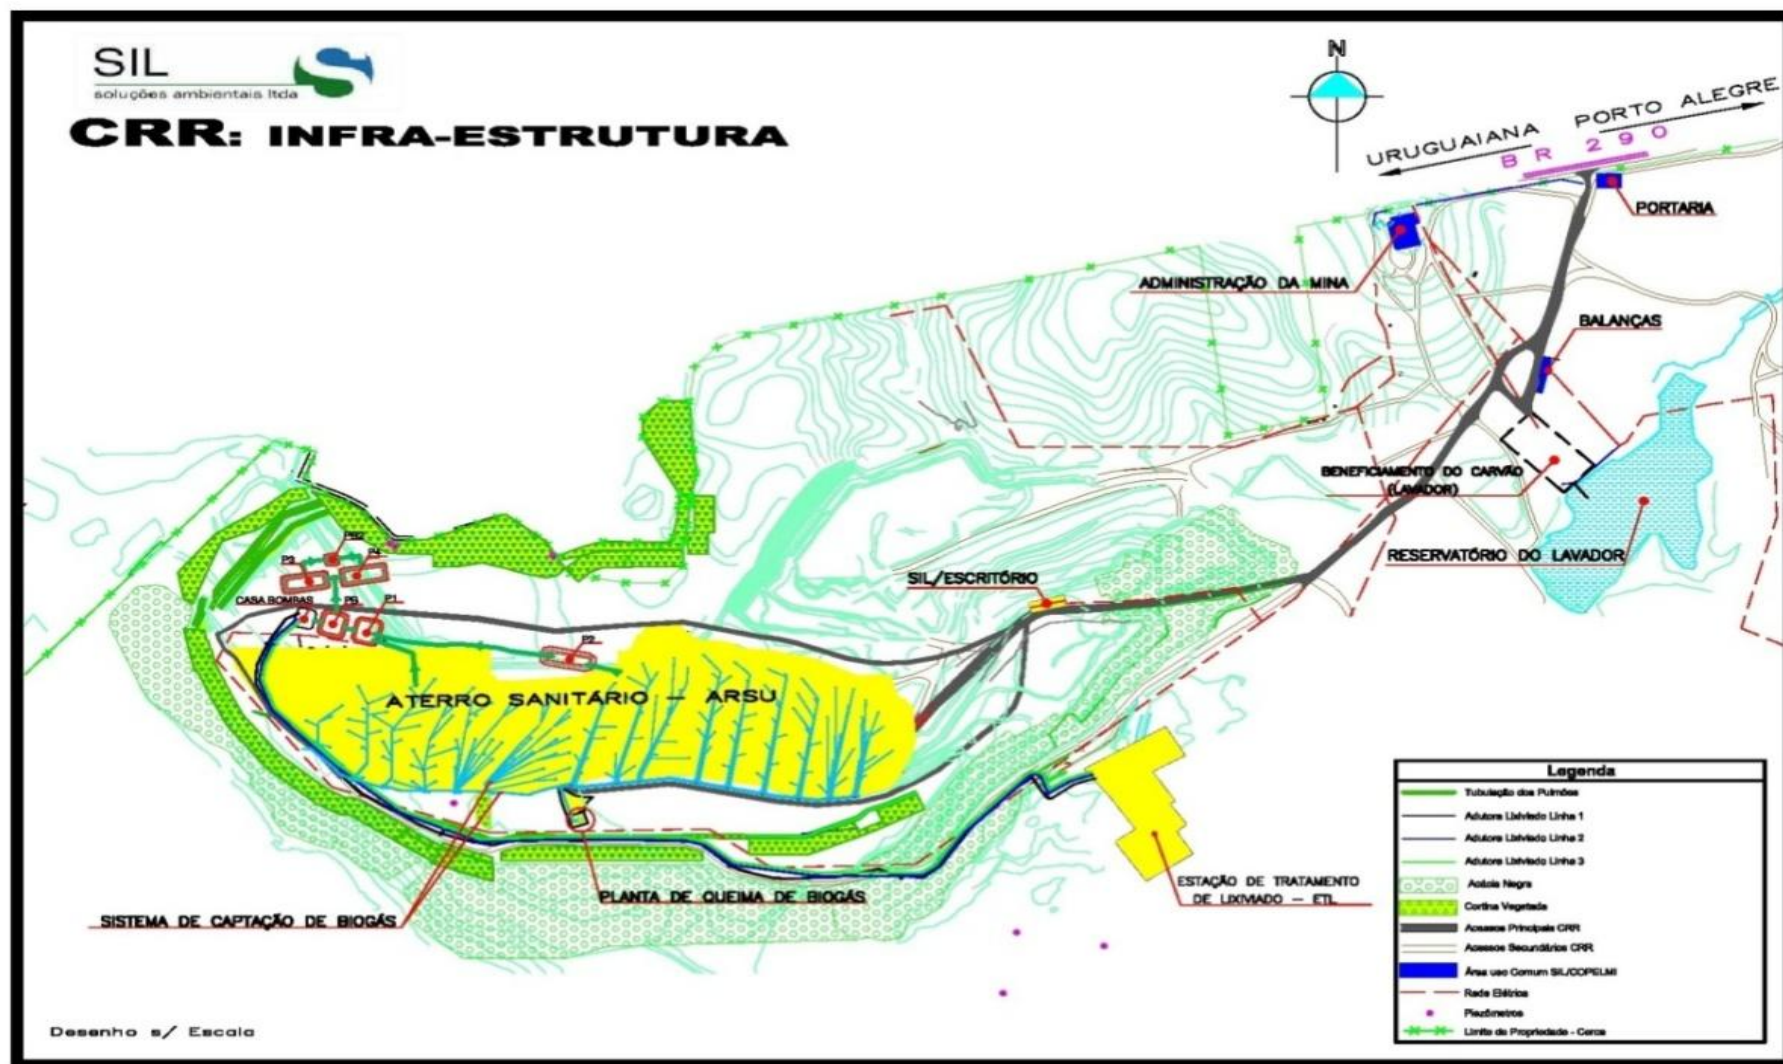 SIL
soluções ambientais ltda
CRR: INFRA-ESTRUTURA
N
URUGUAIANA
PORTO ALEGRE
BR 290
PORTARIA
ADMINISTRAÇÃO DA MINA
BALANÇAS
BENEFICIAMENTO DO CARVÃO
(LAVADOR)
RESERVATÓRIO DO LAVADOR
SIL/ESCRITÓRIO
P4
CASA BOMBAS
P5
P1
P2
ATERRO SANITÁRIO - ARSU
PLANTA DE QUEIMA DE BIOGÁS
SISTEMA DE CAPTAÇÃO DE BIOGÁS
ESTAÇÃO DE TRATAMENTO
DE LIXIVIADO - ETL
Legenda
Tubulação dos Pulmões
Adutora Lixiviado Linha 1
Adutora Lixiviado Linha 2
Adutora Lixiviado Linha 3
Acácia Negra
Cortina Vegetada
Acessos Principais CRR
Acessos Secundários CRR
Área uso Comum SIL/COPELMI
Rede Elétrica
Piezômetros
Limite de Propriedade - Cerca
Desenho s/ Escala